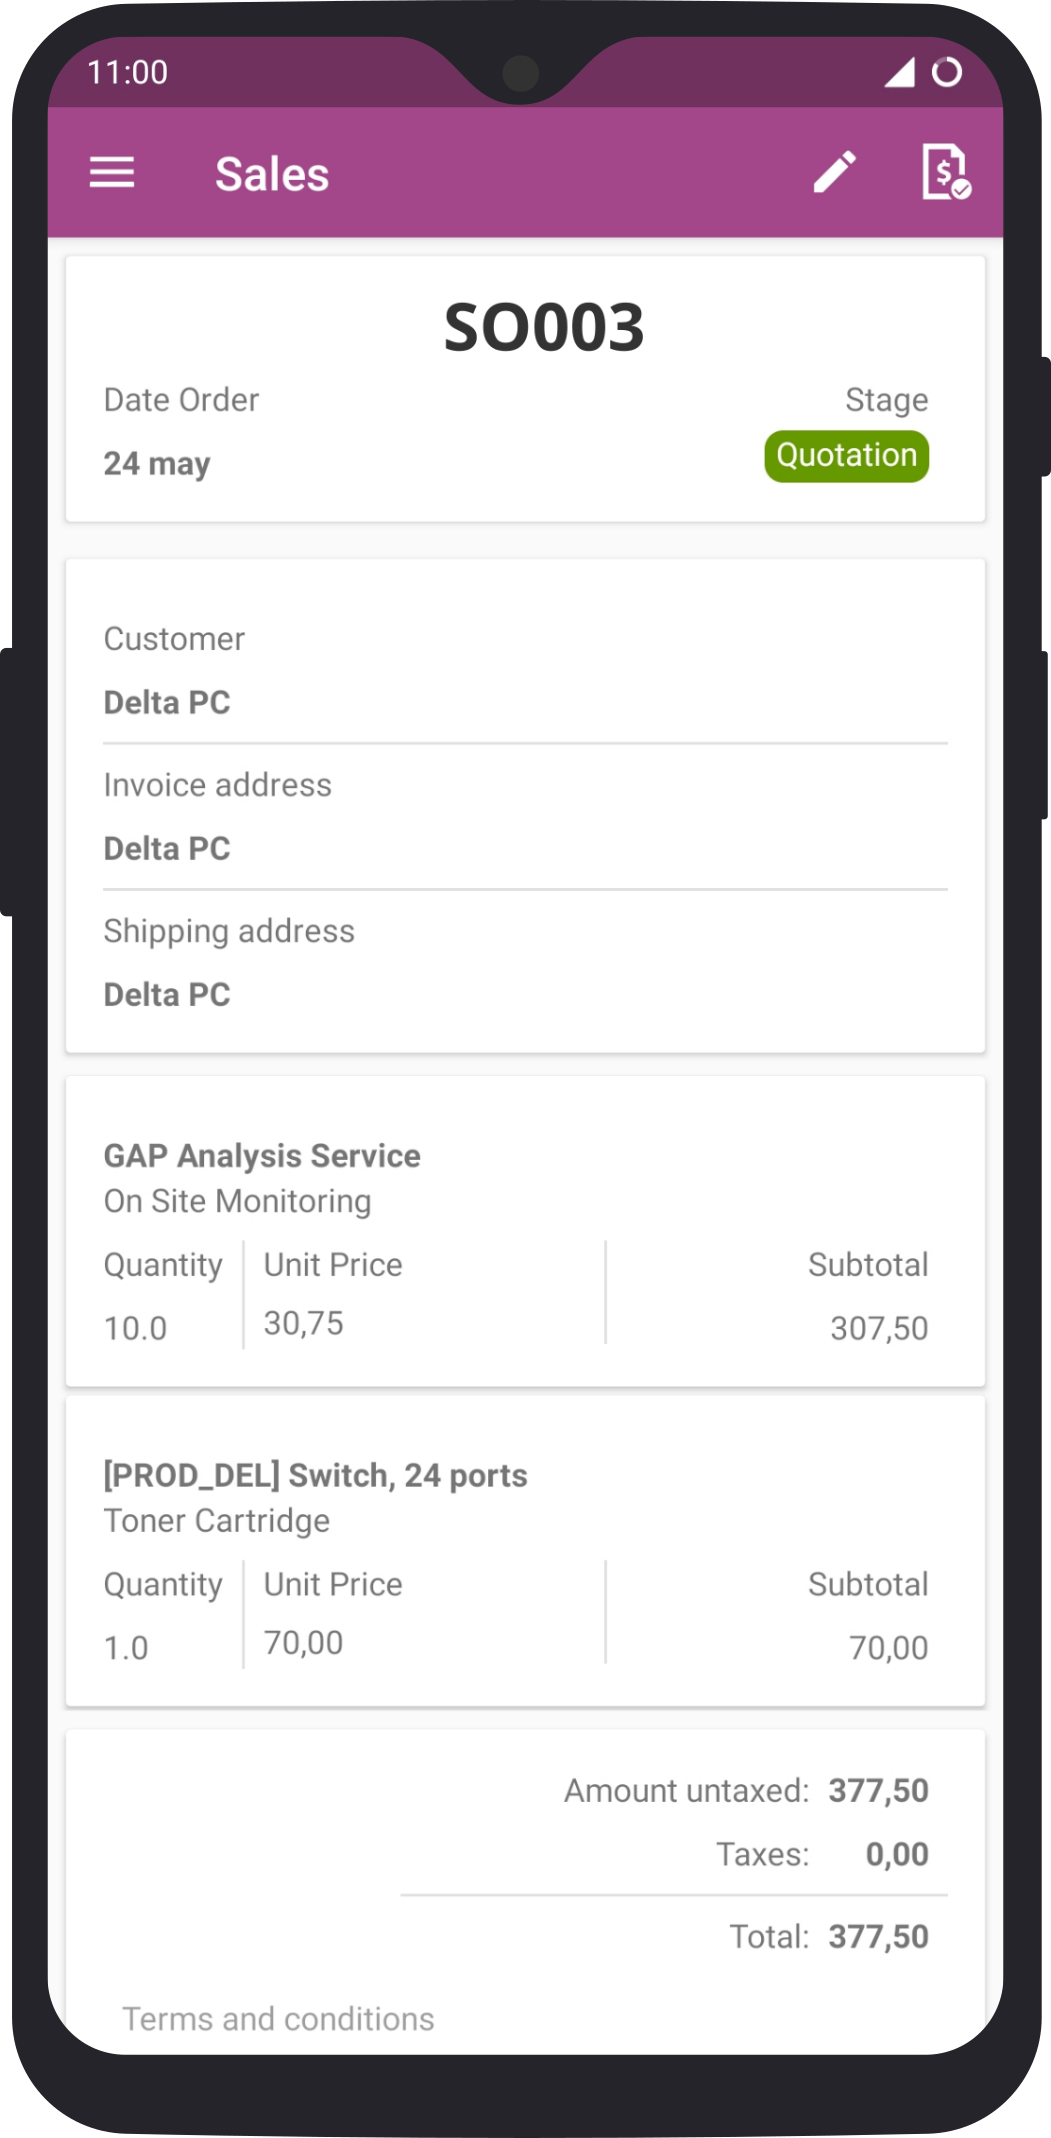 11:00
Sales
$
SO003
Date Order
Stage
24 may
Quotation
Customer
Delta PC
Invoice address
Delta PC
Shipping address
Delta PC
GAP Analysis Service
On Site Monitoring
Quantity
Unit Price
Subtotal
10.0
30,75
307,50
[PROD_DEL] Switch, 24 ports
Toner Cartridge
Quantity
Unit Price
Subtotal
1.0
70,00
70,00
Amount untaxed: 377,50
Taxes: 0,00
Total: 377,50
Terms and conditions